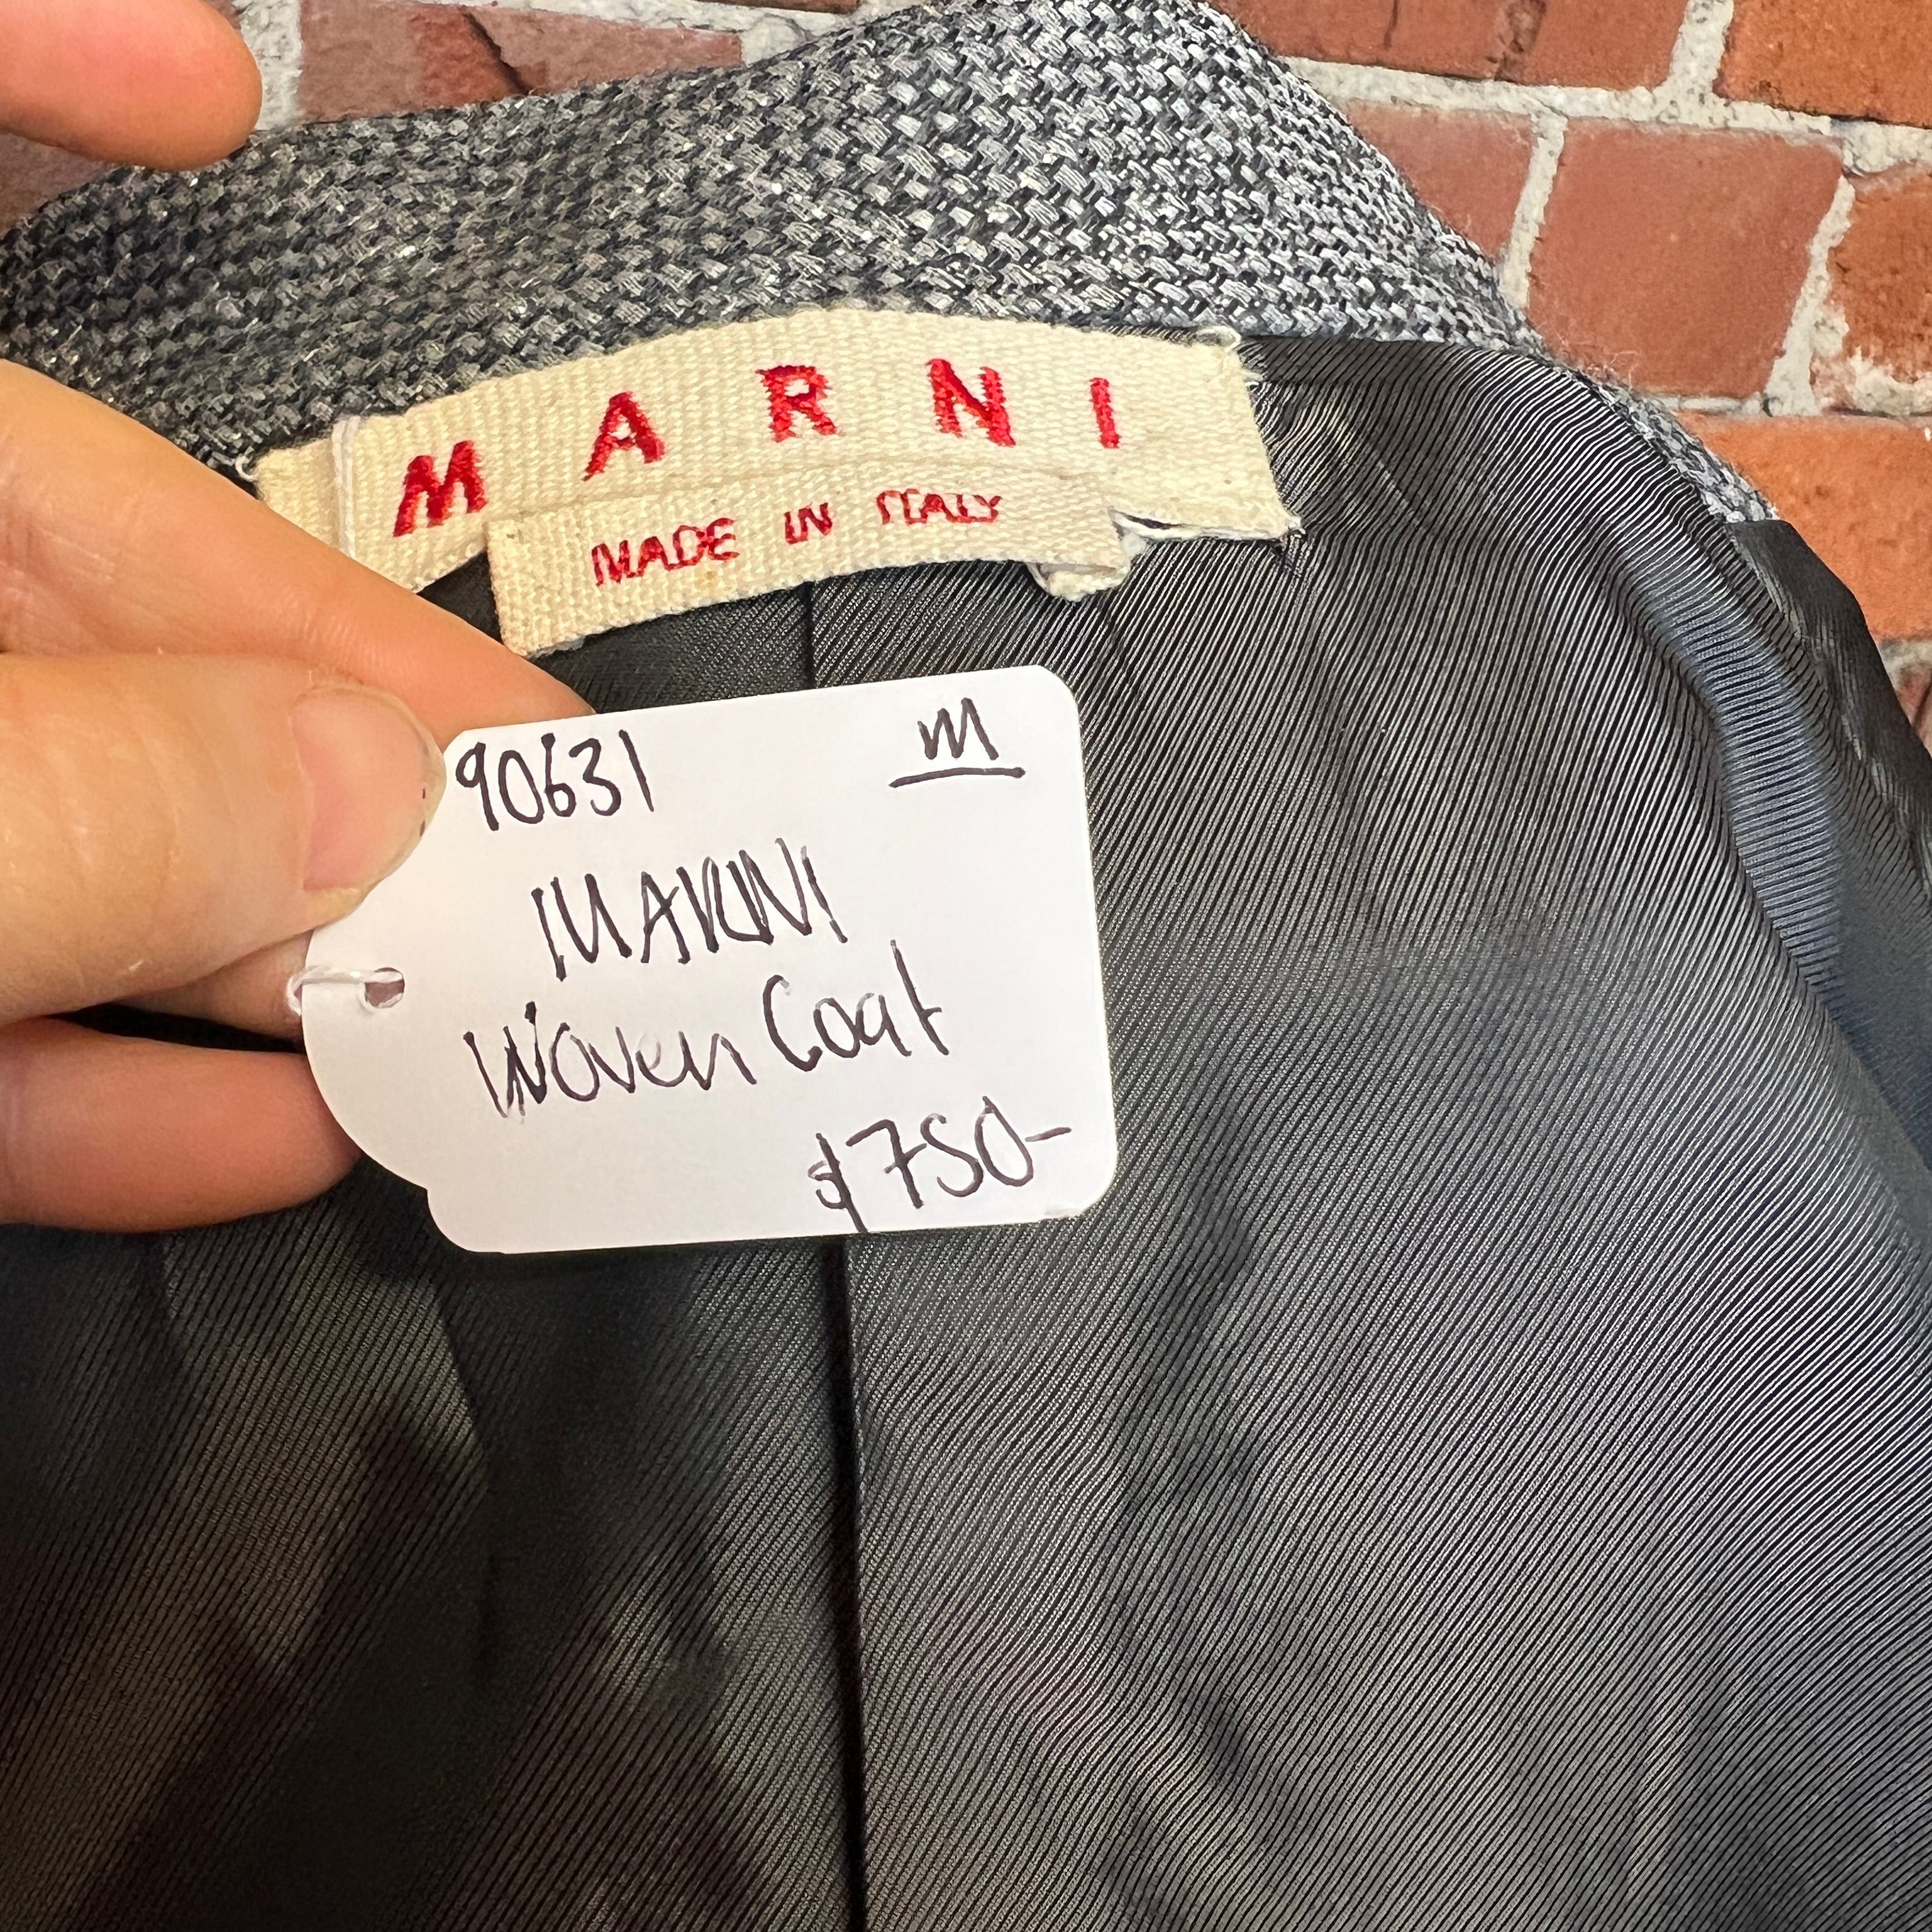 MARNI
MADE IN ITALY
90631 M
MARNI
Woven Coat
$750-